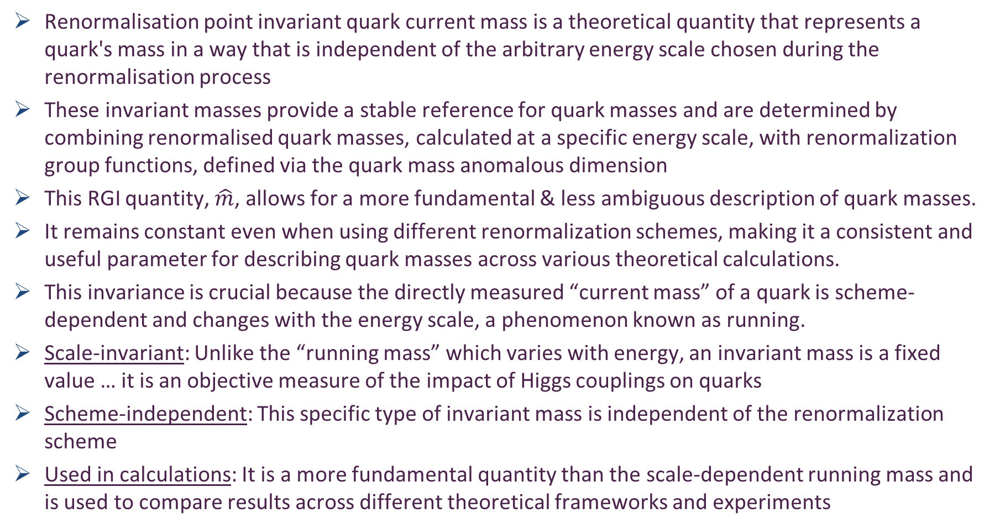 ➢ Renormalisation point invariant quark current mass is a theoretical quantity that represents a
quark's mass in a way that is independent of the arbitrary energy scale chosen during the
renormalisation process
➢ These invariant masses provide a stable reference for quark masses and are determined by
combining renormalised quark masses, calculated at a specific energy scale, with renormalization
group functions, defined via the quark mass anomalous dimension
➢ This RGI quantity, m̂, allows for a more fundamental & less ambiguous description of quark masses.
➢ It remains constant even when using different renormalization schemes, making it a consistent and
useful parameter for describing quark masses across various theoretical calculations.
➢ This invariance is crucial because the directly measured “current mass” of a quark is scheme-
dependent and changes with the energy scale, a phenomenon known as running.
➢ Scale-invariant: Unlike the “running mass” which varies with energy, an invariant mass is a fixed
value … it is an objective measure of the impact of Higgs couplings on quarks
➢ Scheme-independent: This specific type of invariant mass is independent of the renormalization
scheme
➢ Used in calculations: It is a more fundamental quantity than the scale-dependent running mass and
is used to compare results across different theoretical frameworks and experiments